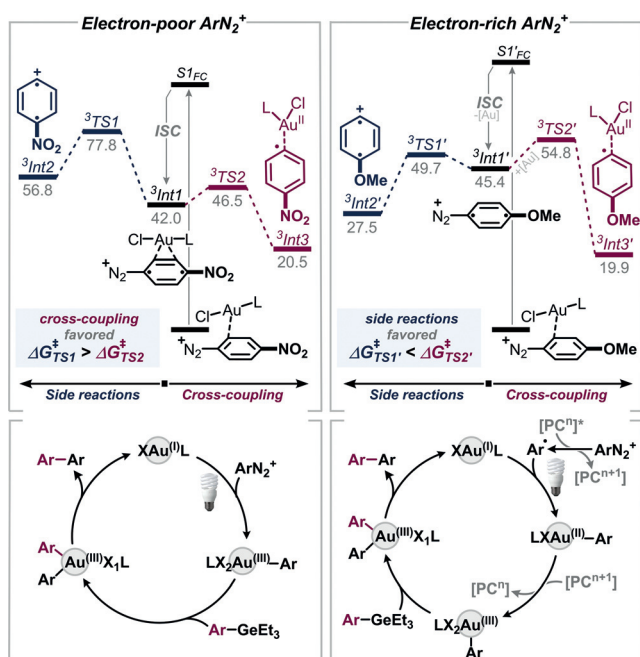 Electron-poor ArN₂⁺
S1FC
ISC
+
NO₂
³TS1
77.8
³Int2
56.8
³Int1
42.0
³TS2
46.5
L
Cl
Auᴵᴵ
NO₂
³Int3
20.5
Cl—Au—L
+
N₂
NO₂
cross-coupling
favored
ΔG‡TS1 > ΔG‡TS2
Cl Au L
+
N₂
NO₂
Side reactions
Cross-coupling
Electron-rich ArN₂⁺
S1'FC
ISC
-[Au]
+
OMe
³TS1'
49.7
³Int2'
27.5
³Int1'
45.4
+[Au]
³TS2'
54.8
L
Cl
Auᴵᴵ
OMe
³Int3'
19.9
+
N₂
OMe
side reactions
favored
ΔG‡TS1' < ΔG‡TS2'
Cl Au L
+
N₂
OMe
Side reactions
Cross-coupling
Ar—Ar
XAu⁽ᴵ⁾L
ArN₂⁺
Ar
Ar
Au⁽ᴵᴵᴵ⁾X₁L
LX₂Au⁽ᴵᴵᴵ⁾—Ar
Ar—GeEt₃
Ar—Ar
XAu⁽ᴵ⁾L
[PCⁿ]*
Ar•
ArN₂⁺
[PCⁿ⁺¹]
Ar
Ar
Au⁽ᴵᴵᴵ⁾X₁L
LXAu⁽ᴵᴵ⁾—Ar
[PCⁿ]
[PCⁿ⁺¹]
Ar—GeEt₃
LX₂Au⁽ᴵᴵᴵ⁾
Ar